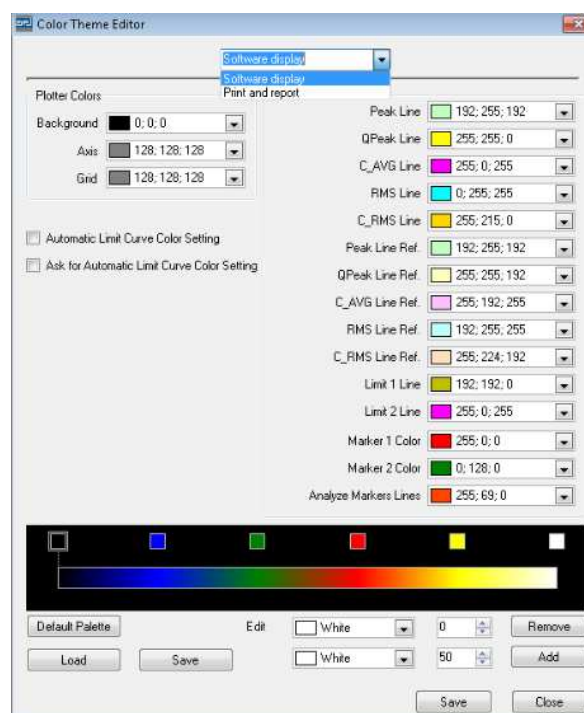 Color Theme Editor
Software display
Software display
Print and report
Plotter Colors
Background 0; 0; 0
Axis 128; 128; 128
Grid 128; 128; 128
Automatic Limit Curve Color Setting
Ask for Automatic Limit Curve Color Setting
Peak Line 192; 255; 192
QPeak Line 255; 255; 0
C_AVG Line 255; 0; 255
RMS Line 0; 255; 255
C_RMS Line 255; 215; 0
Peak Line Ref. 192; 255; 192
QPeak Line Ref. 255; 255; 192
C_AVG Line Ref. 255; 192; 255
RMS Line Ref. 192; 255; 255
C_RMS Line Ref. 255; 224; 192
Limit 1 Line 192; 192; 0
Limit 2 Line 255; 0; 255
Marker 1 Color 255; 0; 0
Marker 2 Color 0; 128; 0
Analyze Markers Lines 255; 69; 0
Default Palette Edit White 0 Remove
Load Save White 50 Add
Save Close